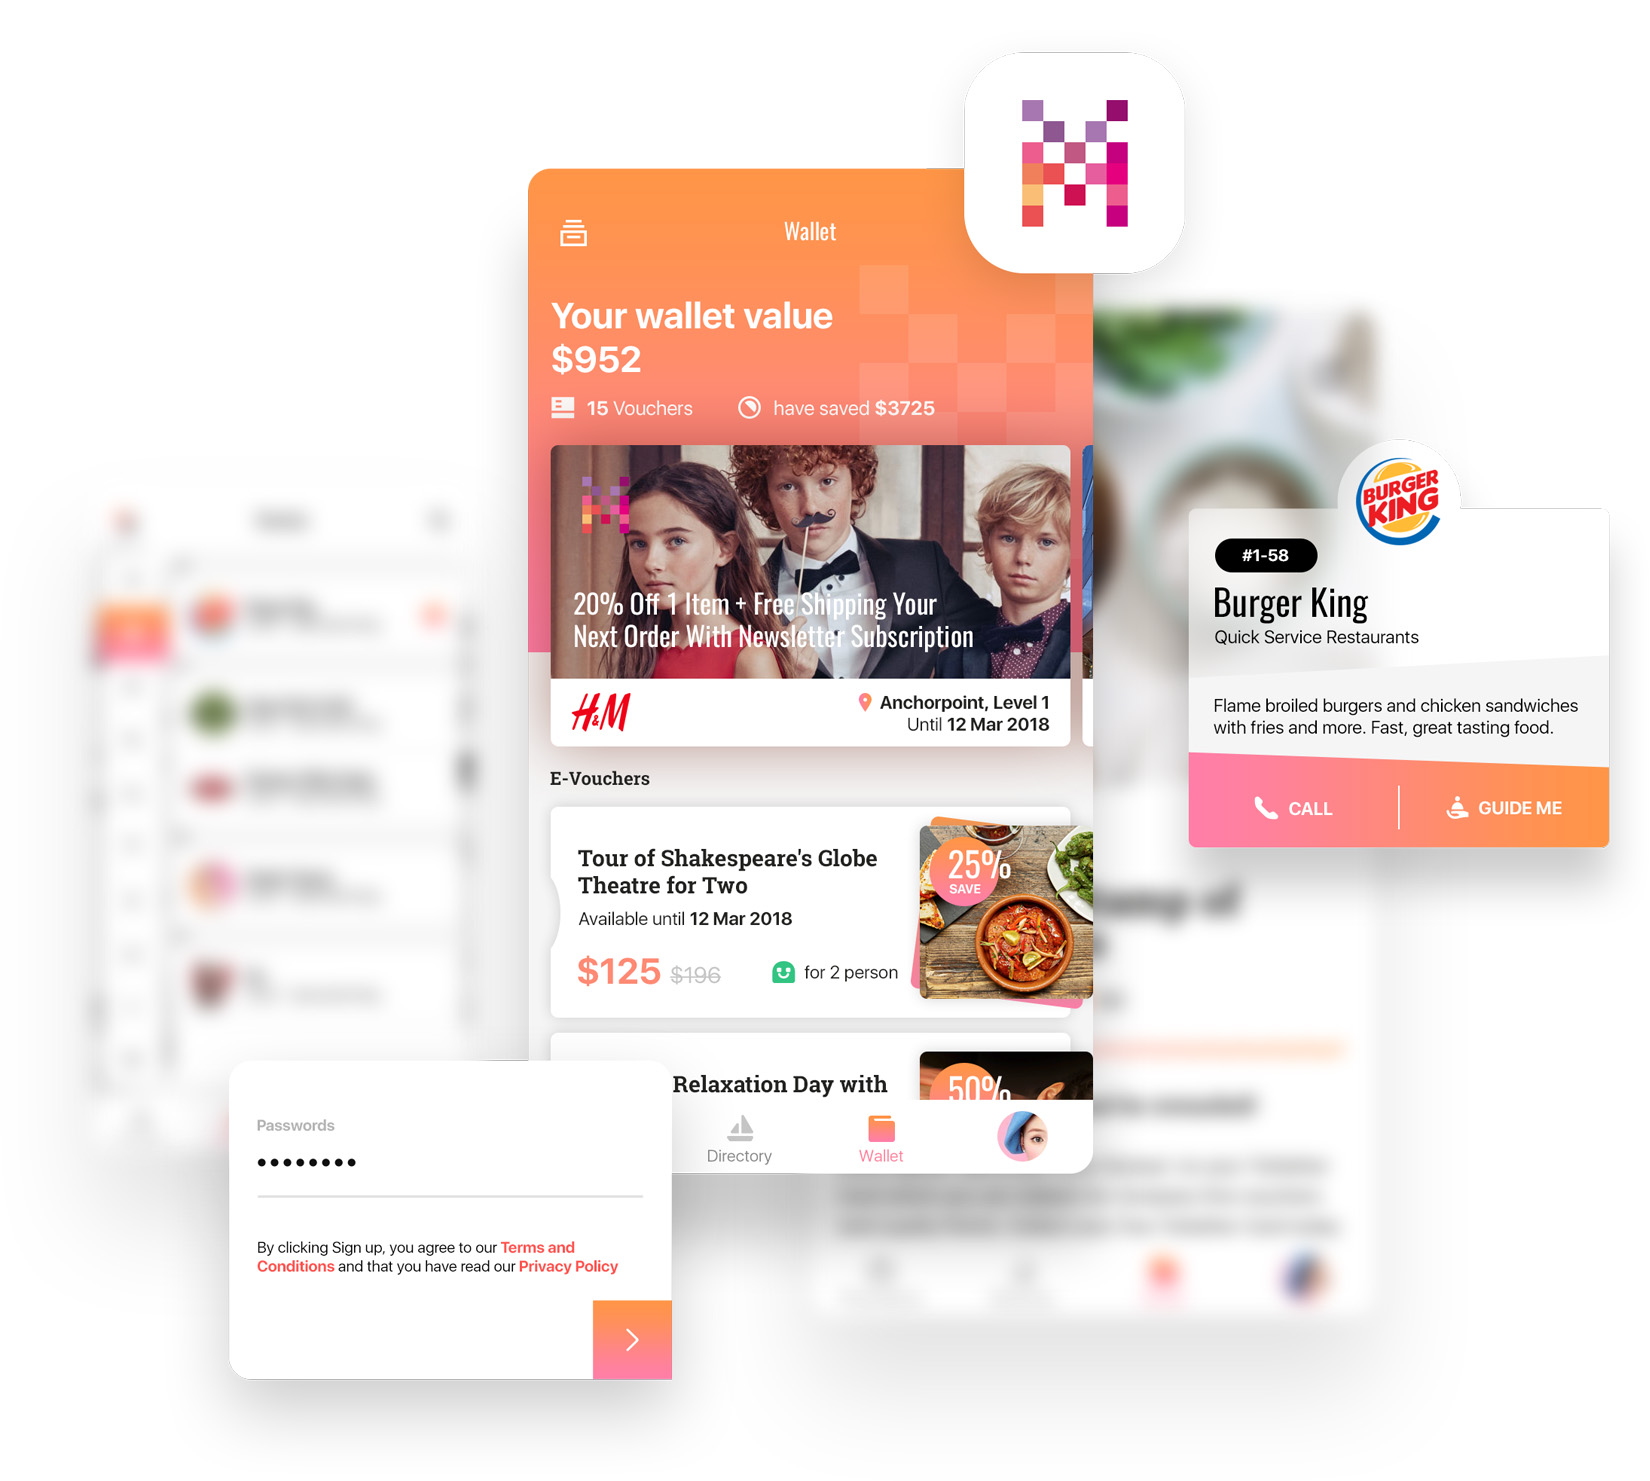 Wallet
Your wallet value
$952
15 Vouchers
have saved $3725
20% Off 1 Item + Free Shipping Your
Next Order With Newsletter Subscription
H&M
Anchorpoint, Level 1
Until 12 Mar 2018
E-Vouchers
Tour of Shakespeare's Globe
Theatre for Two
Available until 12 Mar 2018
$125 $196
for 2 person
25%
SAVE
Relaxation Day with
50%
Directory
Wallet
BURGER
KING
#1-58
Burger King
Quick Service Restaurants
Flame broiled burgers and chicken sandwiches
with fries and more. Fast, great tasting food.
CALL
GUIDE ME
Passwords
By clicking Sign up, you agree to our Terms and
Conditions and that you have read our Privacy Policy